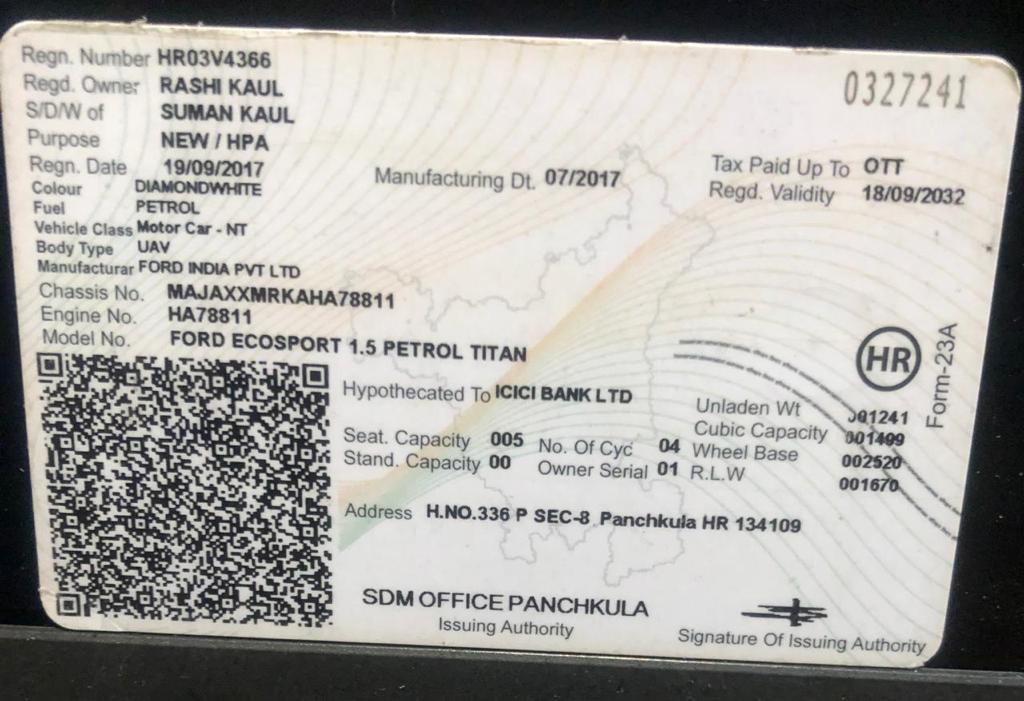 Regn. Number HR03V4366
0327241
Regd. Owner RASHI KAUL
S/D/W of SUMAN KAUL
Purpose NEW / HPA
Regn. Date 19/09/2017
Manufacturing Dt. 07/2017
Tax Paid Up To OTT
Regd. Validity 18/09/2032
Colour DIAMONDWHITE
Fuel PETROL
Vehicle Class Motor Car - NT
Body Type UAV
Manufacturar FORD INDIA PVT LTD
Chassis No. MAJAXXMRKAHA78811
Engine No. HA78811
Model No. FORD ECOSPORT 1.5 PETROL TITAN
HR
Form-23A
Hypothecated To ICICI BANK LTD
Unladen Wt 001241
Cubic Capacity 001499
Seat. Capacity 005 No. Of Cyc 04 Wheel Base 002520
Stand. Capacity 00 Owner Serial 01 R.L.W 001670
Address H.NO.336 P SEC-8 Panchkula HR 134109
SDM OFFICE PANCHKULA
Issuing Authority
Signature Of Issuing Authority